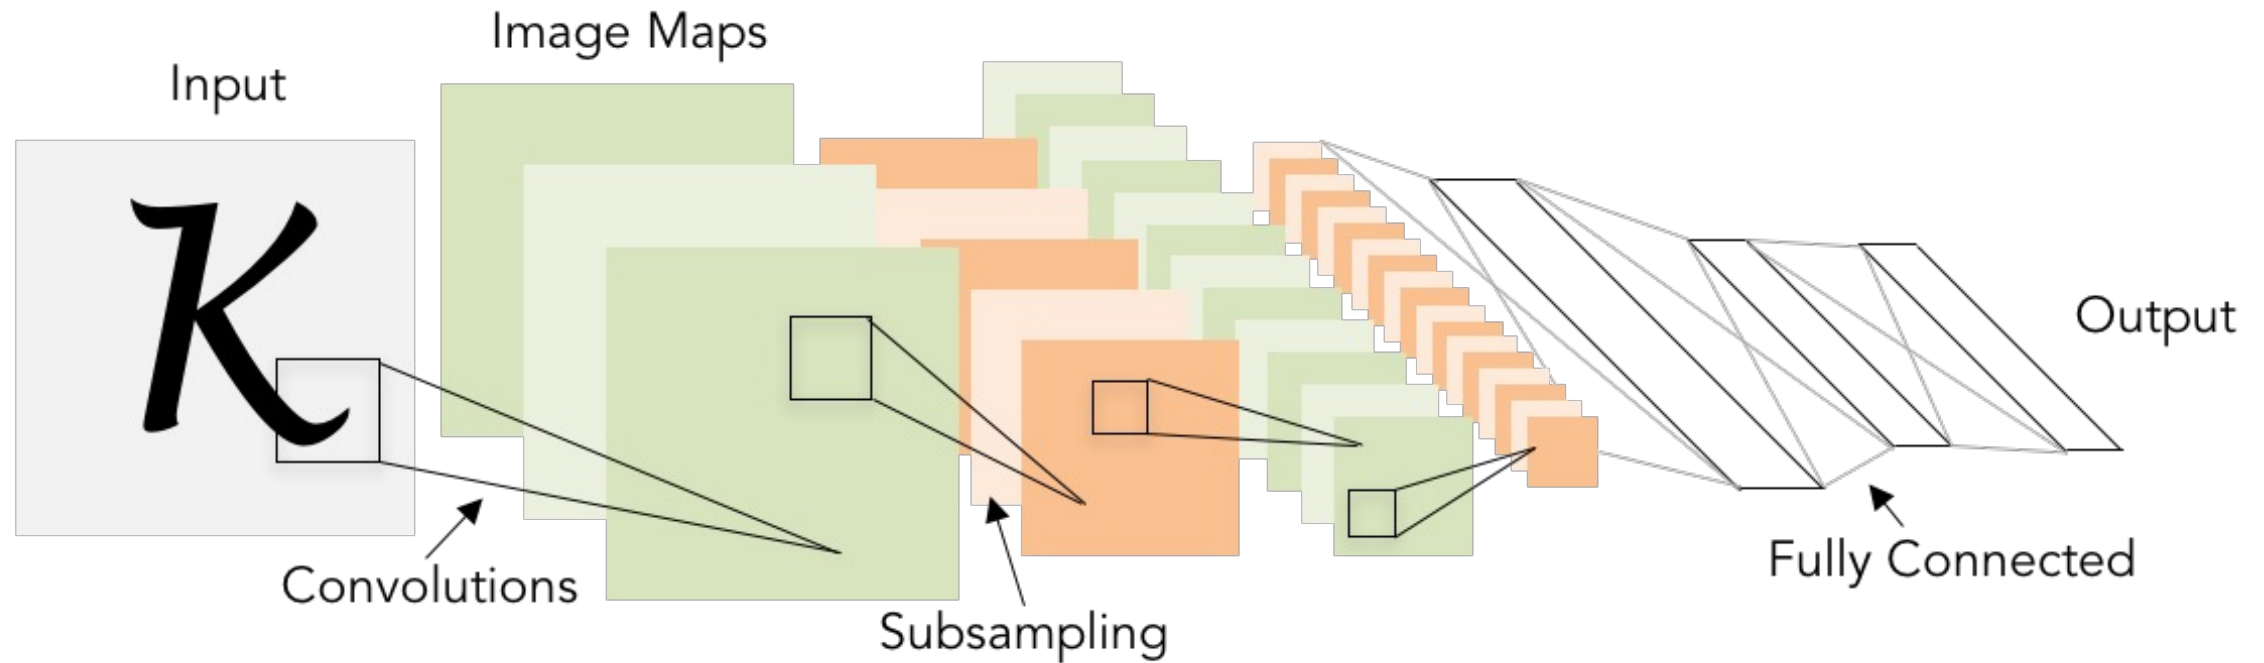 Image Maps
Input
K
Output
Convolutions
Fully Connected
Subsampling